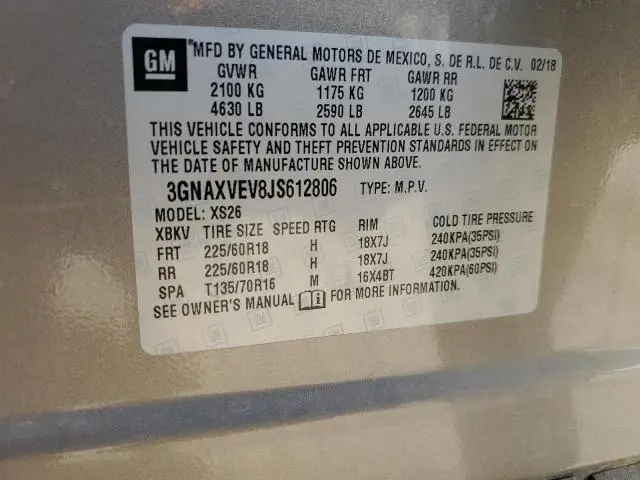 GM *MFD BY GENERAL MOTORS DE MEXICO, S. DE R.L. DE C.V. 02/18
GVWR GAWR FRT GAWR RR
2100 KG 1175 KG 1200 KG
4630 LB 2590 LB 2645 LB
THIS VEHICLE CONFORMS TO ALL APPLICABLE U.S. FEDERAL MOTOR
VEHICLE SAFETY AND THEFT PREVENTION STANDARDS IN EFFECT ON
THE DATE OF MANUFACTURE SHOWN ABOVE.
3GNAXVEV8JS612806 TYPE: M.P.V.
MODEL: XS26
XBKV TIRE SIZE SPEED RTG RIM COLD TIRE PRESSURE
FRT 225/60R18 H 18X7J 240KPA(35PSI)
RR 225/60R18 H 18X7J 240KPA(35PSI)
SPA T135/70R16 M 16X4BT 420KPA(60PSI)
SEE OWNER'S MANUAL FOR MORE INFORMATION.